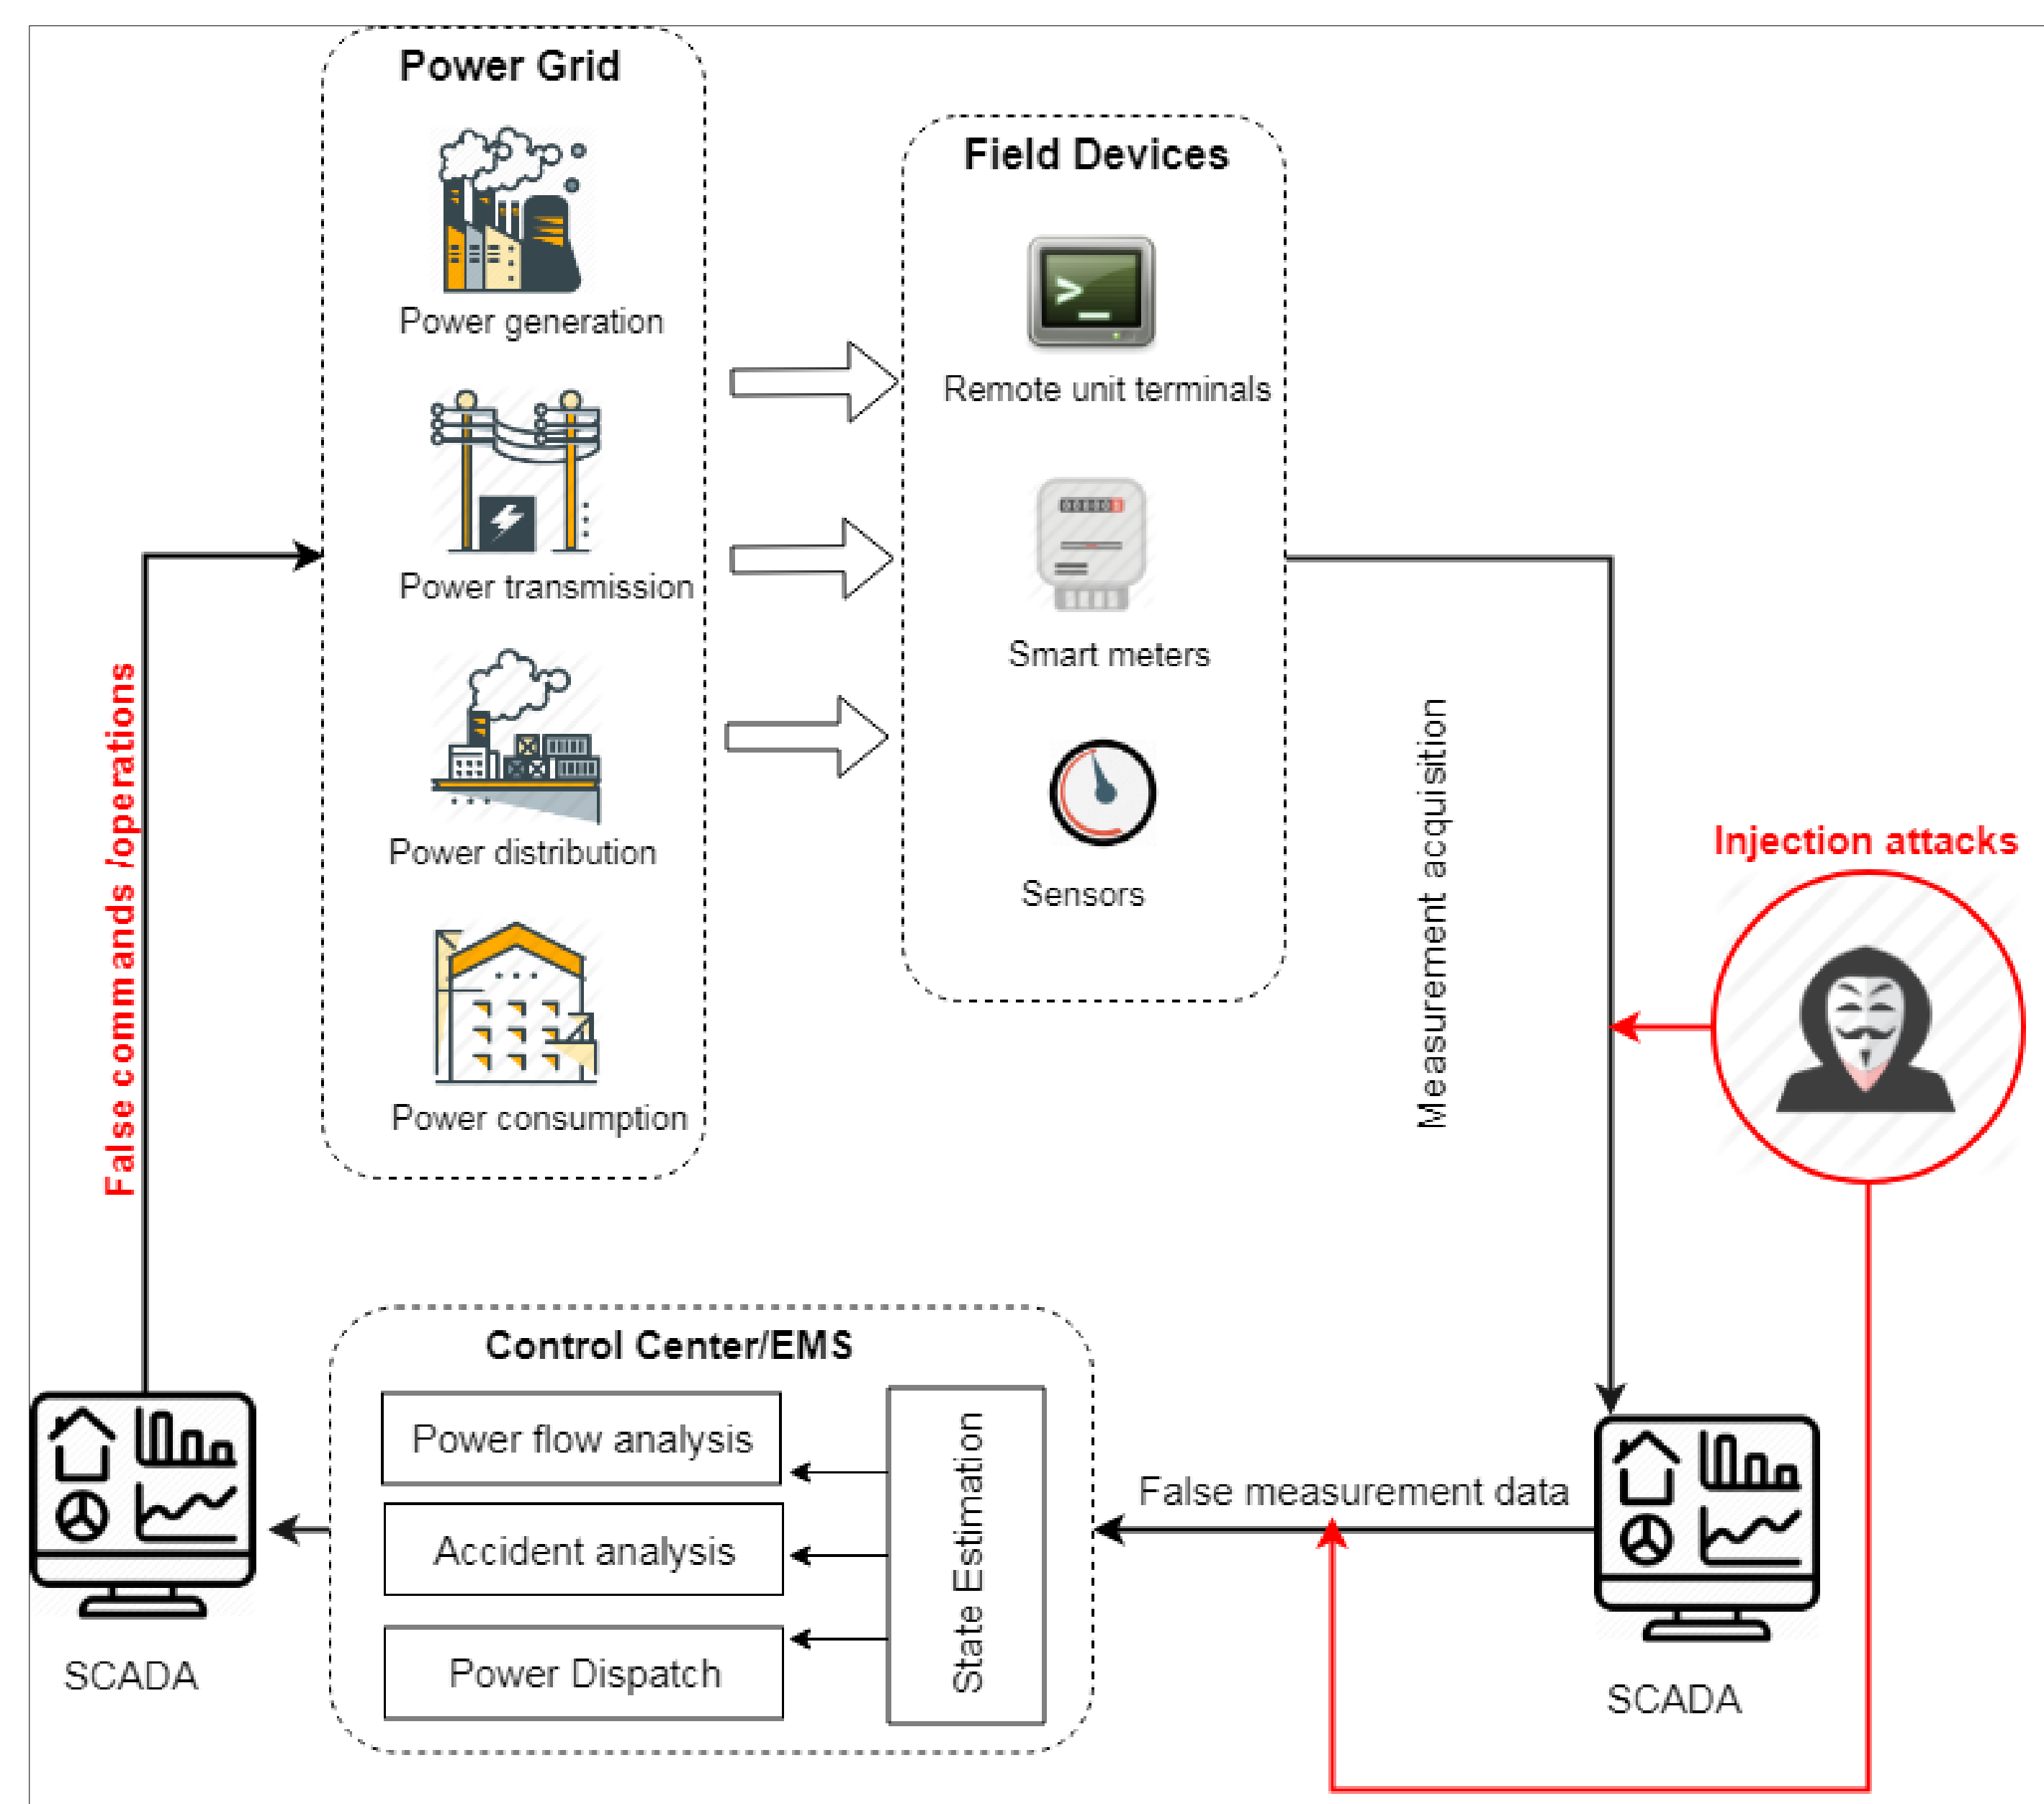 Power Grid
Power generation
Power transmission
Power distribution
Power consumption
Field Devices
Remote unit terminals
Smart meters
Sensors
Measurement acquisition
Injection attacks
False commands /operations
Control Center/EMS
Power flow analysis
Accident analysis
Power Dispatch
State Estimation
False measurement data
SCADA
SCADA